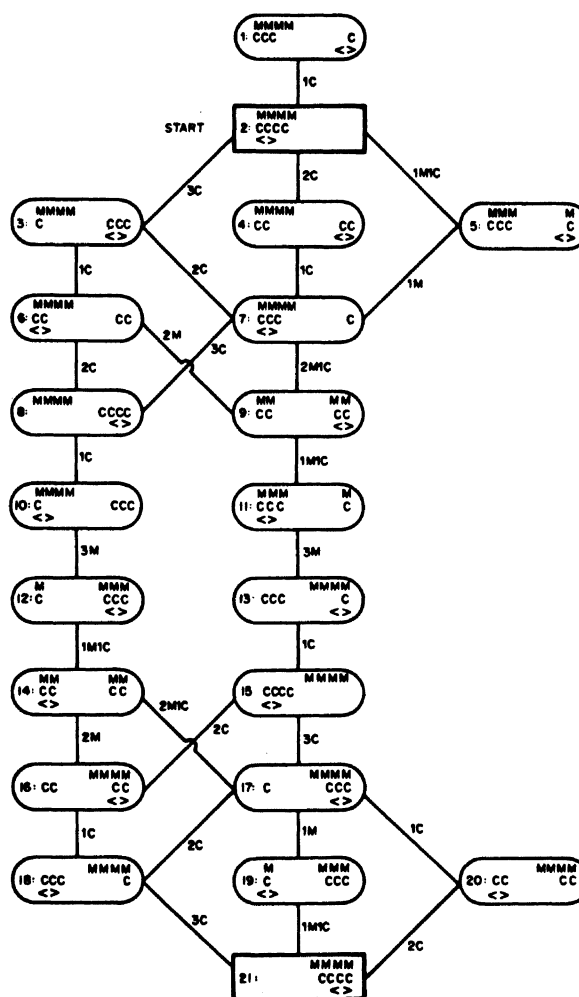 MMMM
1: CCC C
< >
1C
MMMM
START 2: CCCC
< >
3C 2C 1M1C
MMMM
3: C CCC
< >
MMMM
4: CC CC
< >
MMM M
5: CCC C
< >
1C 2C 1C 1M
MMMM
6: CC CC
< >
MMMM
7: CCC C
< >
2M 3C
2C 2M1C
MMMM
8: CCCC
< >
MM MM
9: CC CC
< >
1C 1M1C
MMMM
10: C CCC
< >
MMM M
11: CCC C
< >
3M 3M
M MMM
12: C CCC
< >
MMMM
13: CCC C
< >
1M1C 1C
MM MM
14: CC CC
< >
MMMM
15 CCCC
< >
2M1C 2C
2M 3C
MMMM
16: CC CC
< >
MMMM
17: C CCC
< >
1C 2C 1M 1C
MMMM
18: CCC C
< >
M MMM
19: C CCC
< >
MMMM
20: CC CC
< >
3C 1M1C 2C
MMMM
21: CCCC
< >